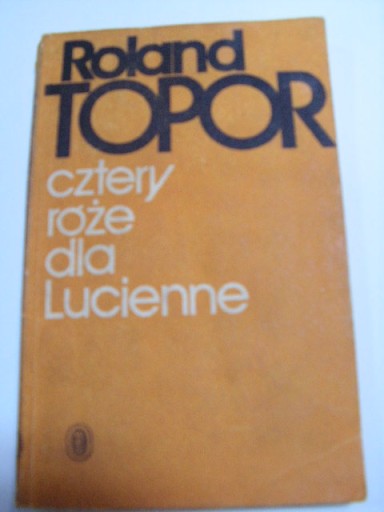 Roland
TOPOR
cztery
róże
dla
Lucienne